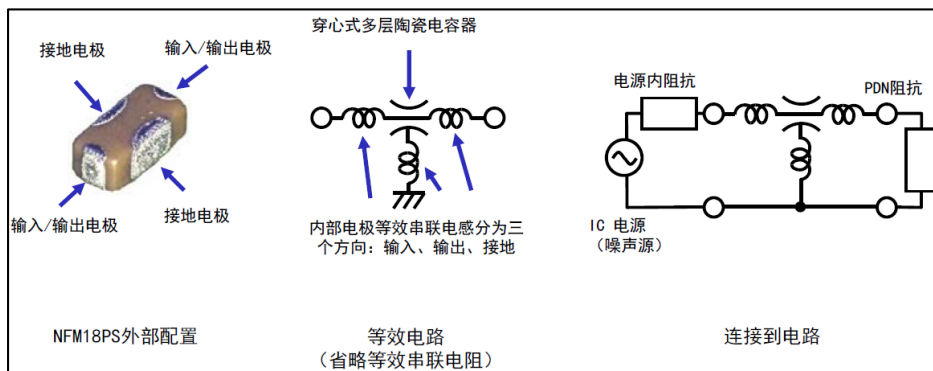 穿心式多层陶瓷电容器
接地电极
输入/输出电极
输入/输出电极
接地电极
内部电极等效串联电感分为三
个方向：输入、输出、接地
电源内阻抗
PDN阻抗
IC 电源
（噪声源）
NFM18PS外部配置
等效电路
（省略等效串联电阻）
连接到电路